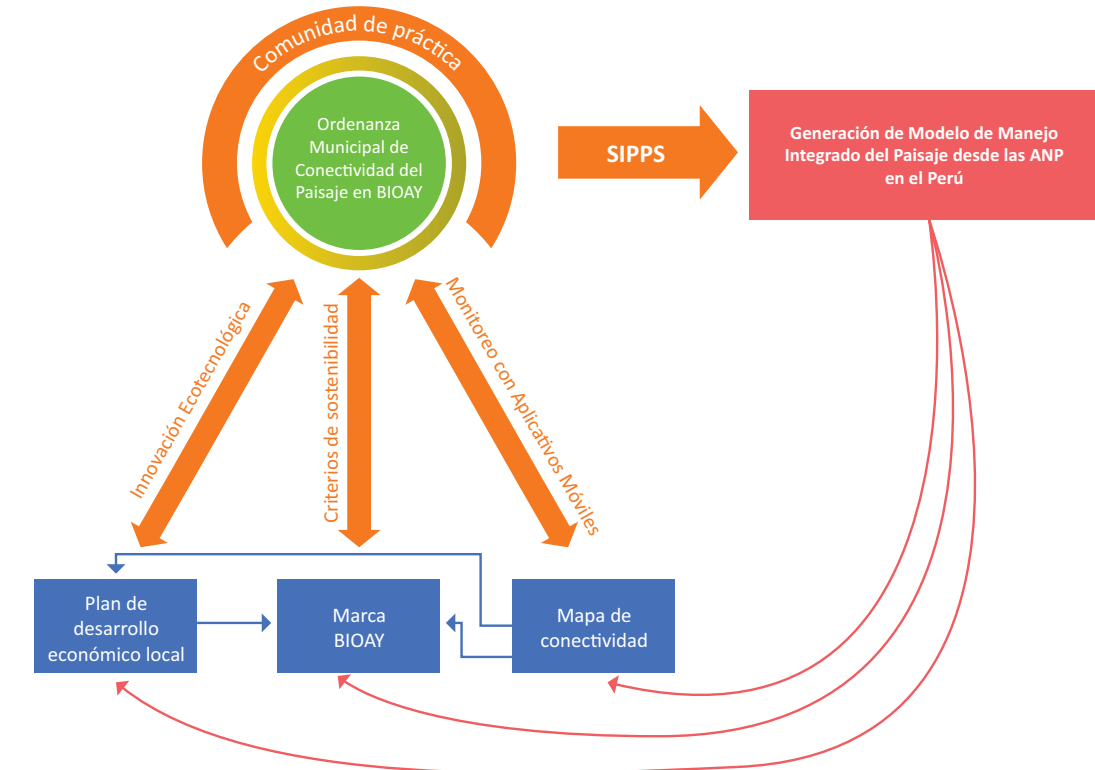 Comunidad de práctica
Ordenanza
Municipal de
Conectividad del
Paisaje en BIOAY
SIPPS
Generación de Modelo de Manejo
Integrado del Paisaje desde las ANP
en el Perú
Innovación Ecotecnológica
Criterios de sostenibilidad
Monitoreo con Aplicativos Móviles
Plan de
desarrollo
económico local
Marca
BIOAY
Mapa de
conectividad